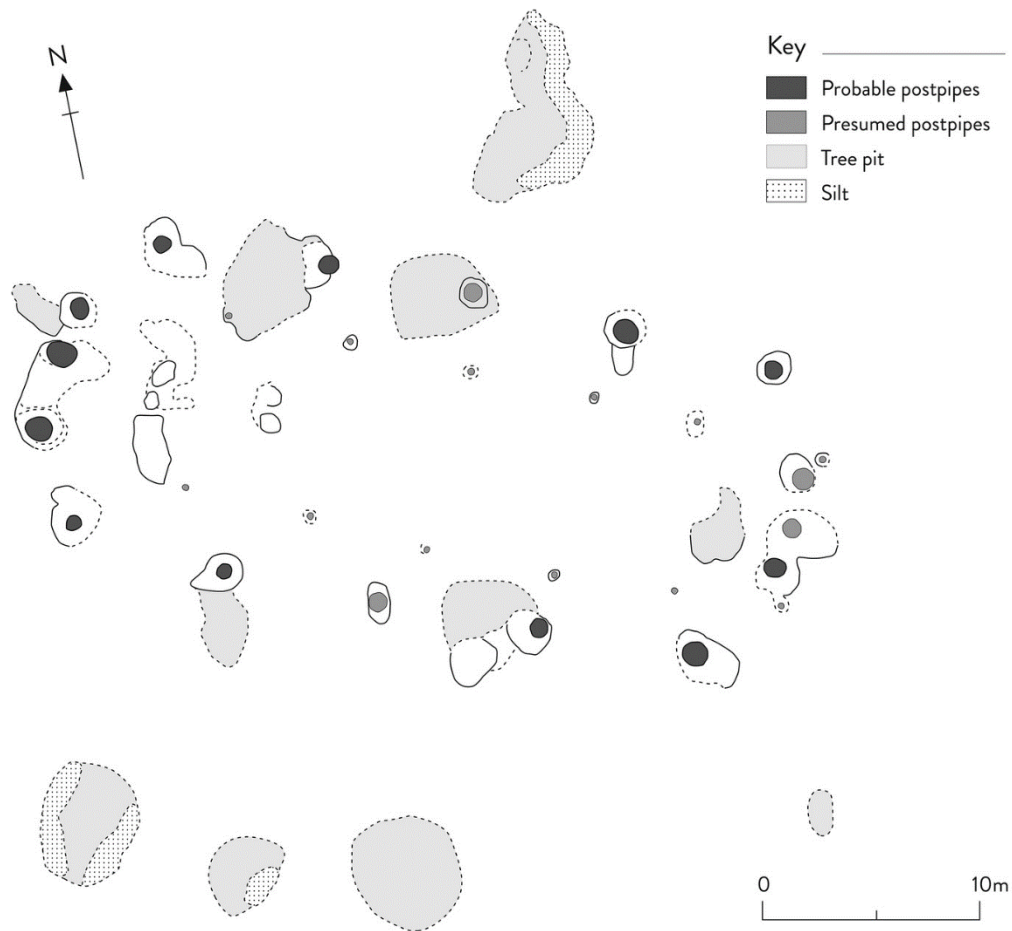 N
Key
Probable postpipes
Presumed postpipes
Tree pit
Silt
0 10m